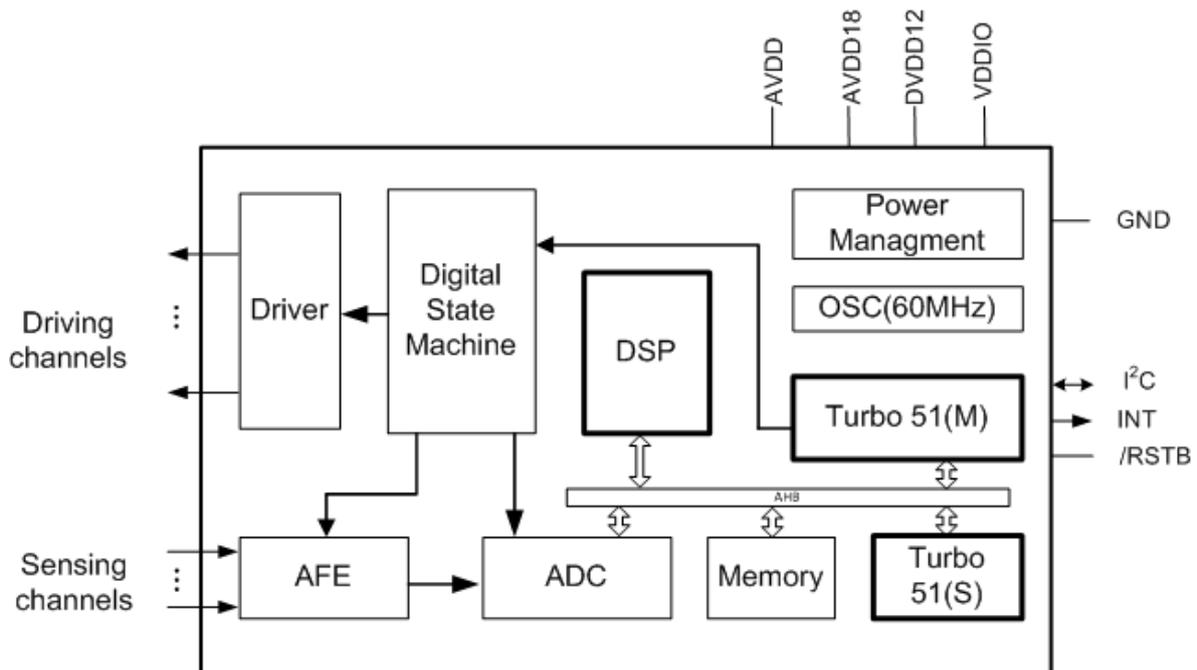 AVDD
AVDD18
DVDD12
VDDIO
Power
Managment
GND
Driver
Digital
State
Machine
OSC(60MHz)
DSP
Driving
channels
Turbo 51(M)
I²C
INT
/RSTB
AHB
Sensing
channels
AFE
ADC
Memory
Turbo
51(S)